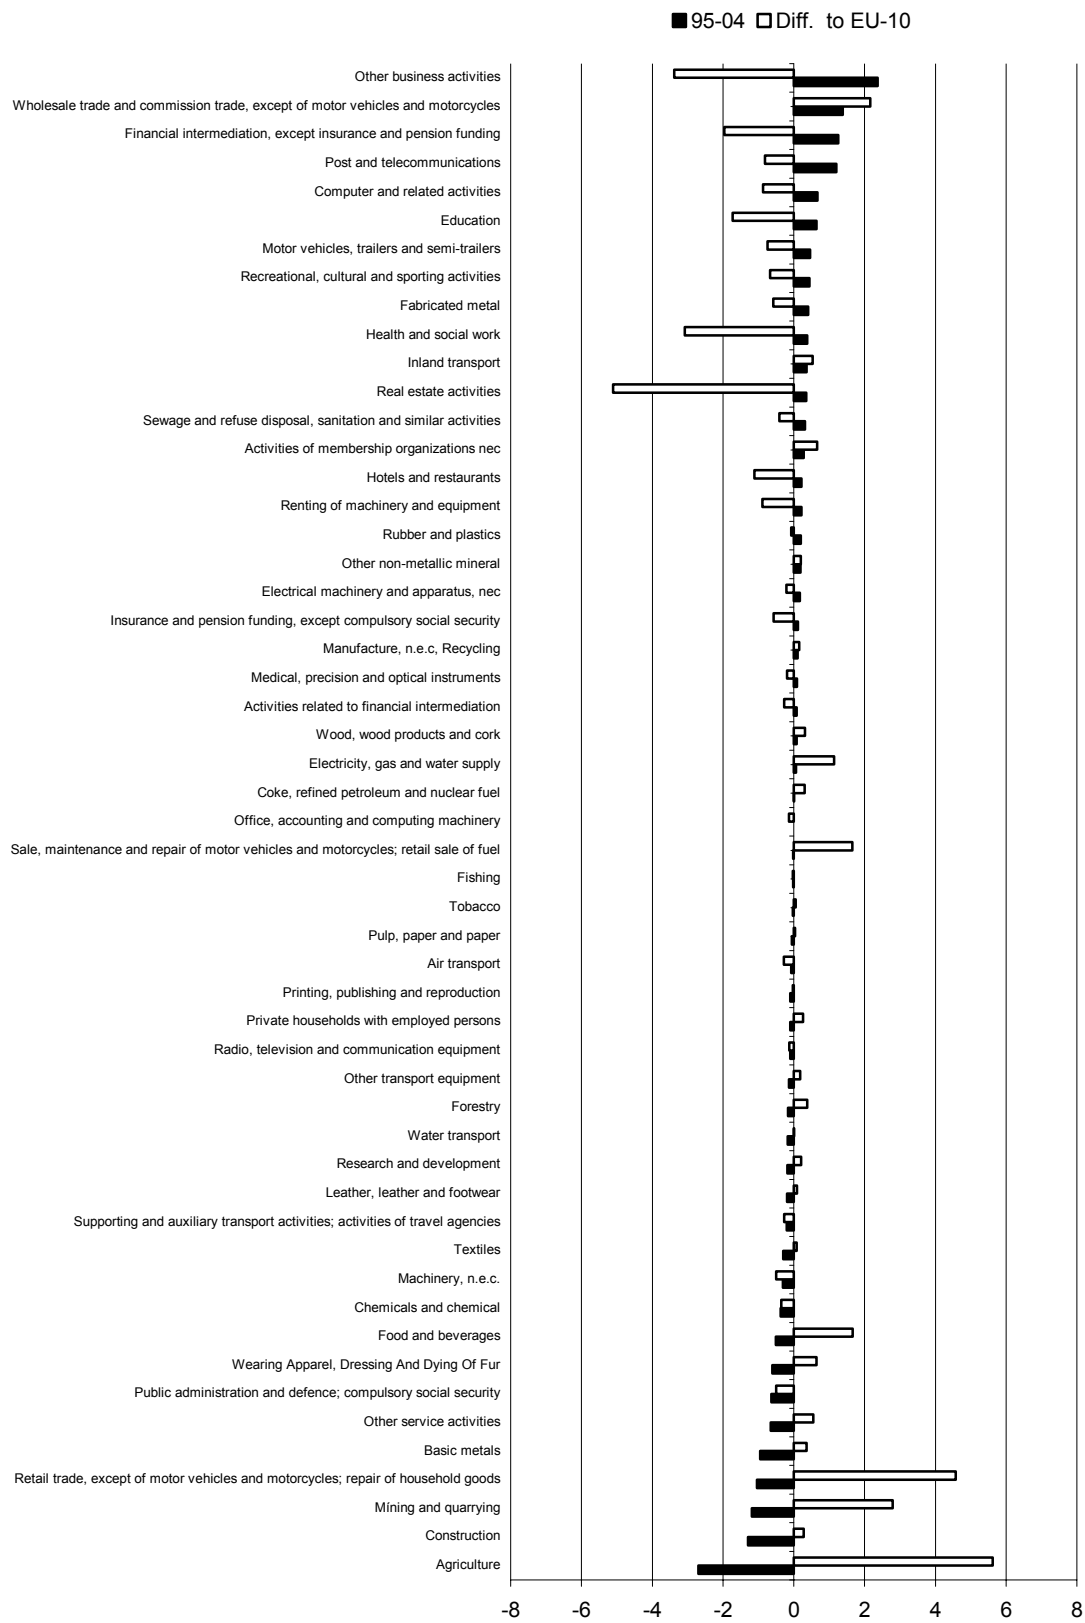 95-04 Diff. to EU-10
Other business activities
Wholesale trade and commission trade, except of motor vehicles and motorcycles
Financial intermediation, except insurance and pension funding
Post and telecommunications
Computer and related activities
Education
Motor vehicles, trailers and semi-trailers
Recreational, cultural and sporting activities
Fabricated metal
Health and social work
Inland transport
Real estate activities
Sewage and refuse disposal, sanitation and similar activities
Activities of membership organizations nec
Hotels and restaurants
Renting of machinery and equipment
Rubber and plastics
Other non-metallic mineral
Electrical machinery and apparatus, nec
Insurance and pension funding, except compulsory social security
Manufacture, n.e.c, Recycling
Medical, precision and optical instruments
Activities related to financial intermediation
Wood, wood products and cork
Electricity, gas and water supply
Coke, refined petroleum and nuclear fuel
Office, accounting and computing machinery
Sale, maintenance and repair of motor vehicles and motorcycles; retail sale of fuel
Fishing
Tobacco
Pulp, paper and paper
Air transport
Printing, publishing and reproduction
Private households with employed persons
Radio, television and communication equipment
Other transport equipment
Forestry
Water transport
Research and development
Leather, leather and footwear
Supporting and auxiliary transport activities; activities of travel agencies
Textiles
Machinery, n.e.c.
Chemicals and chemical
Food and beverages
Wearing Apparel, Dressing And Dying Of Fur
Public administration and defence; compulsory social security
Other service activities
Basic metals
Retail trade, except of motor vehicles and motorcycles; repair of household goods
Míning and quarrying
Construction
Agriculture
-8 -6 -4 -2 0 2 4 6 8